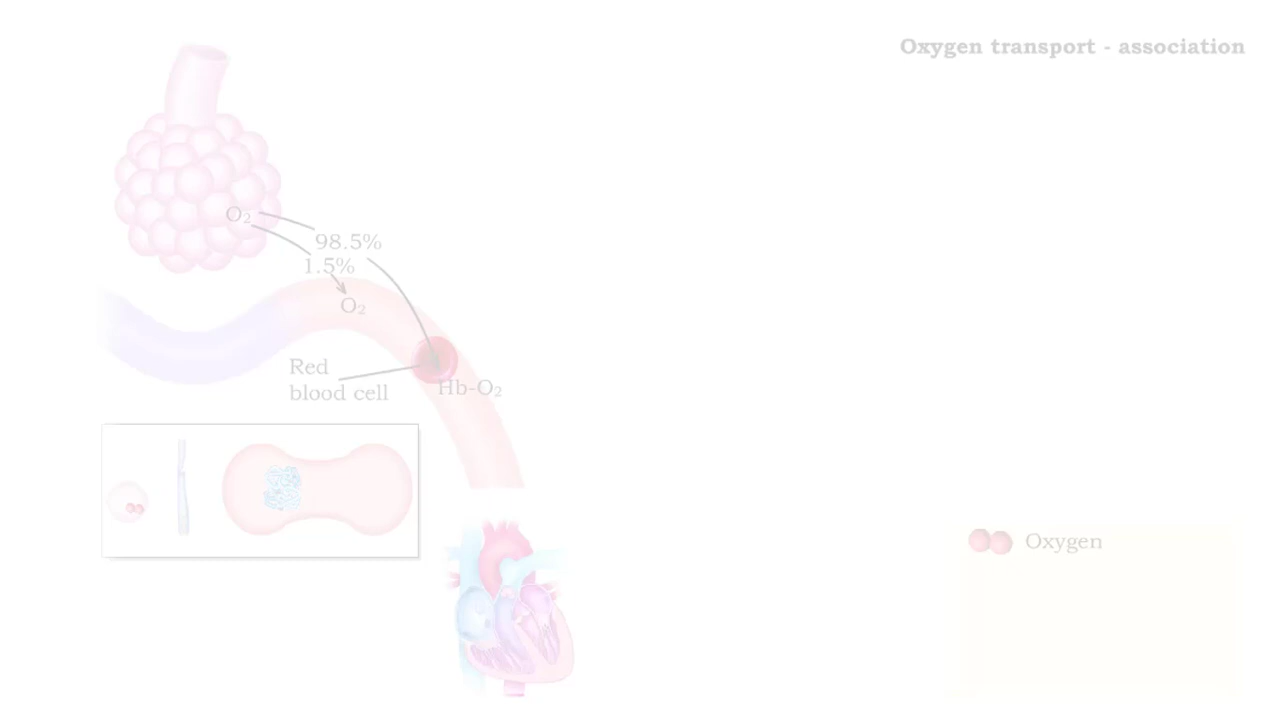 Oxygen transport - association
O₂
98.5%
1.5%
O₂
Red
blood cell
Hb-O₂
Oxygen